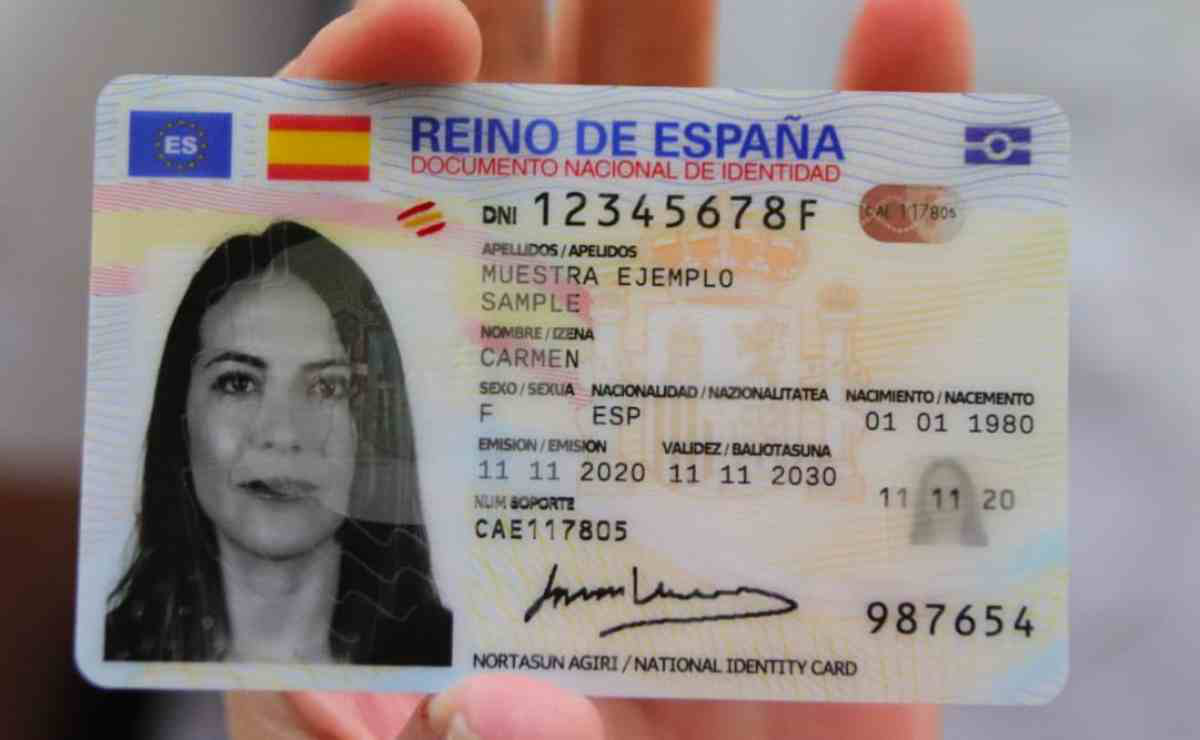 ES
REINO DE ESPAÑA
DOCUMENTO NACIONAL DE IDENTIDAD
DNI 12345678F
CAE 117805
APELLIDOS / APELIDOS
MUESTRA EJEMPLO
SAMPLE
NOMBRE / IZENA
CARMEN
SEXO / SEXUA NACIONALIDAD / NAZIONALITATEA NACIMIENTO / NACEMENTO
F ESP 01 01 1980
EMISION / EMISION VALIDEZ / BALIOTASUNA
11 11 2020 11 11 2030
11 11 20
NUM SOPORTE
CAE117805
987654
NORTASUN AGIRI / NATIONAL IDENTITY CARD